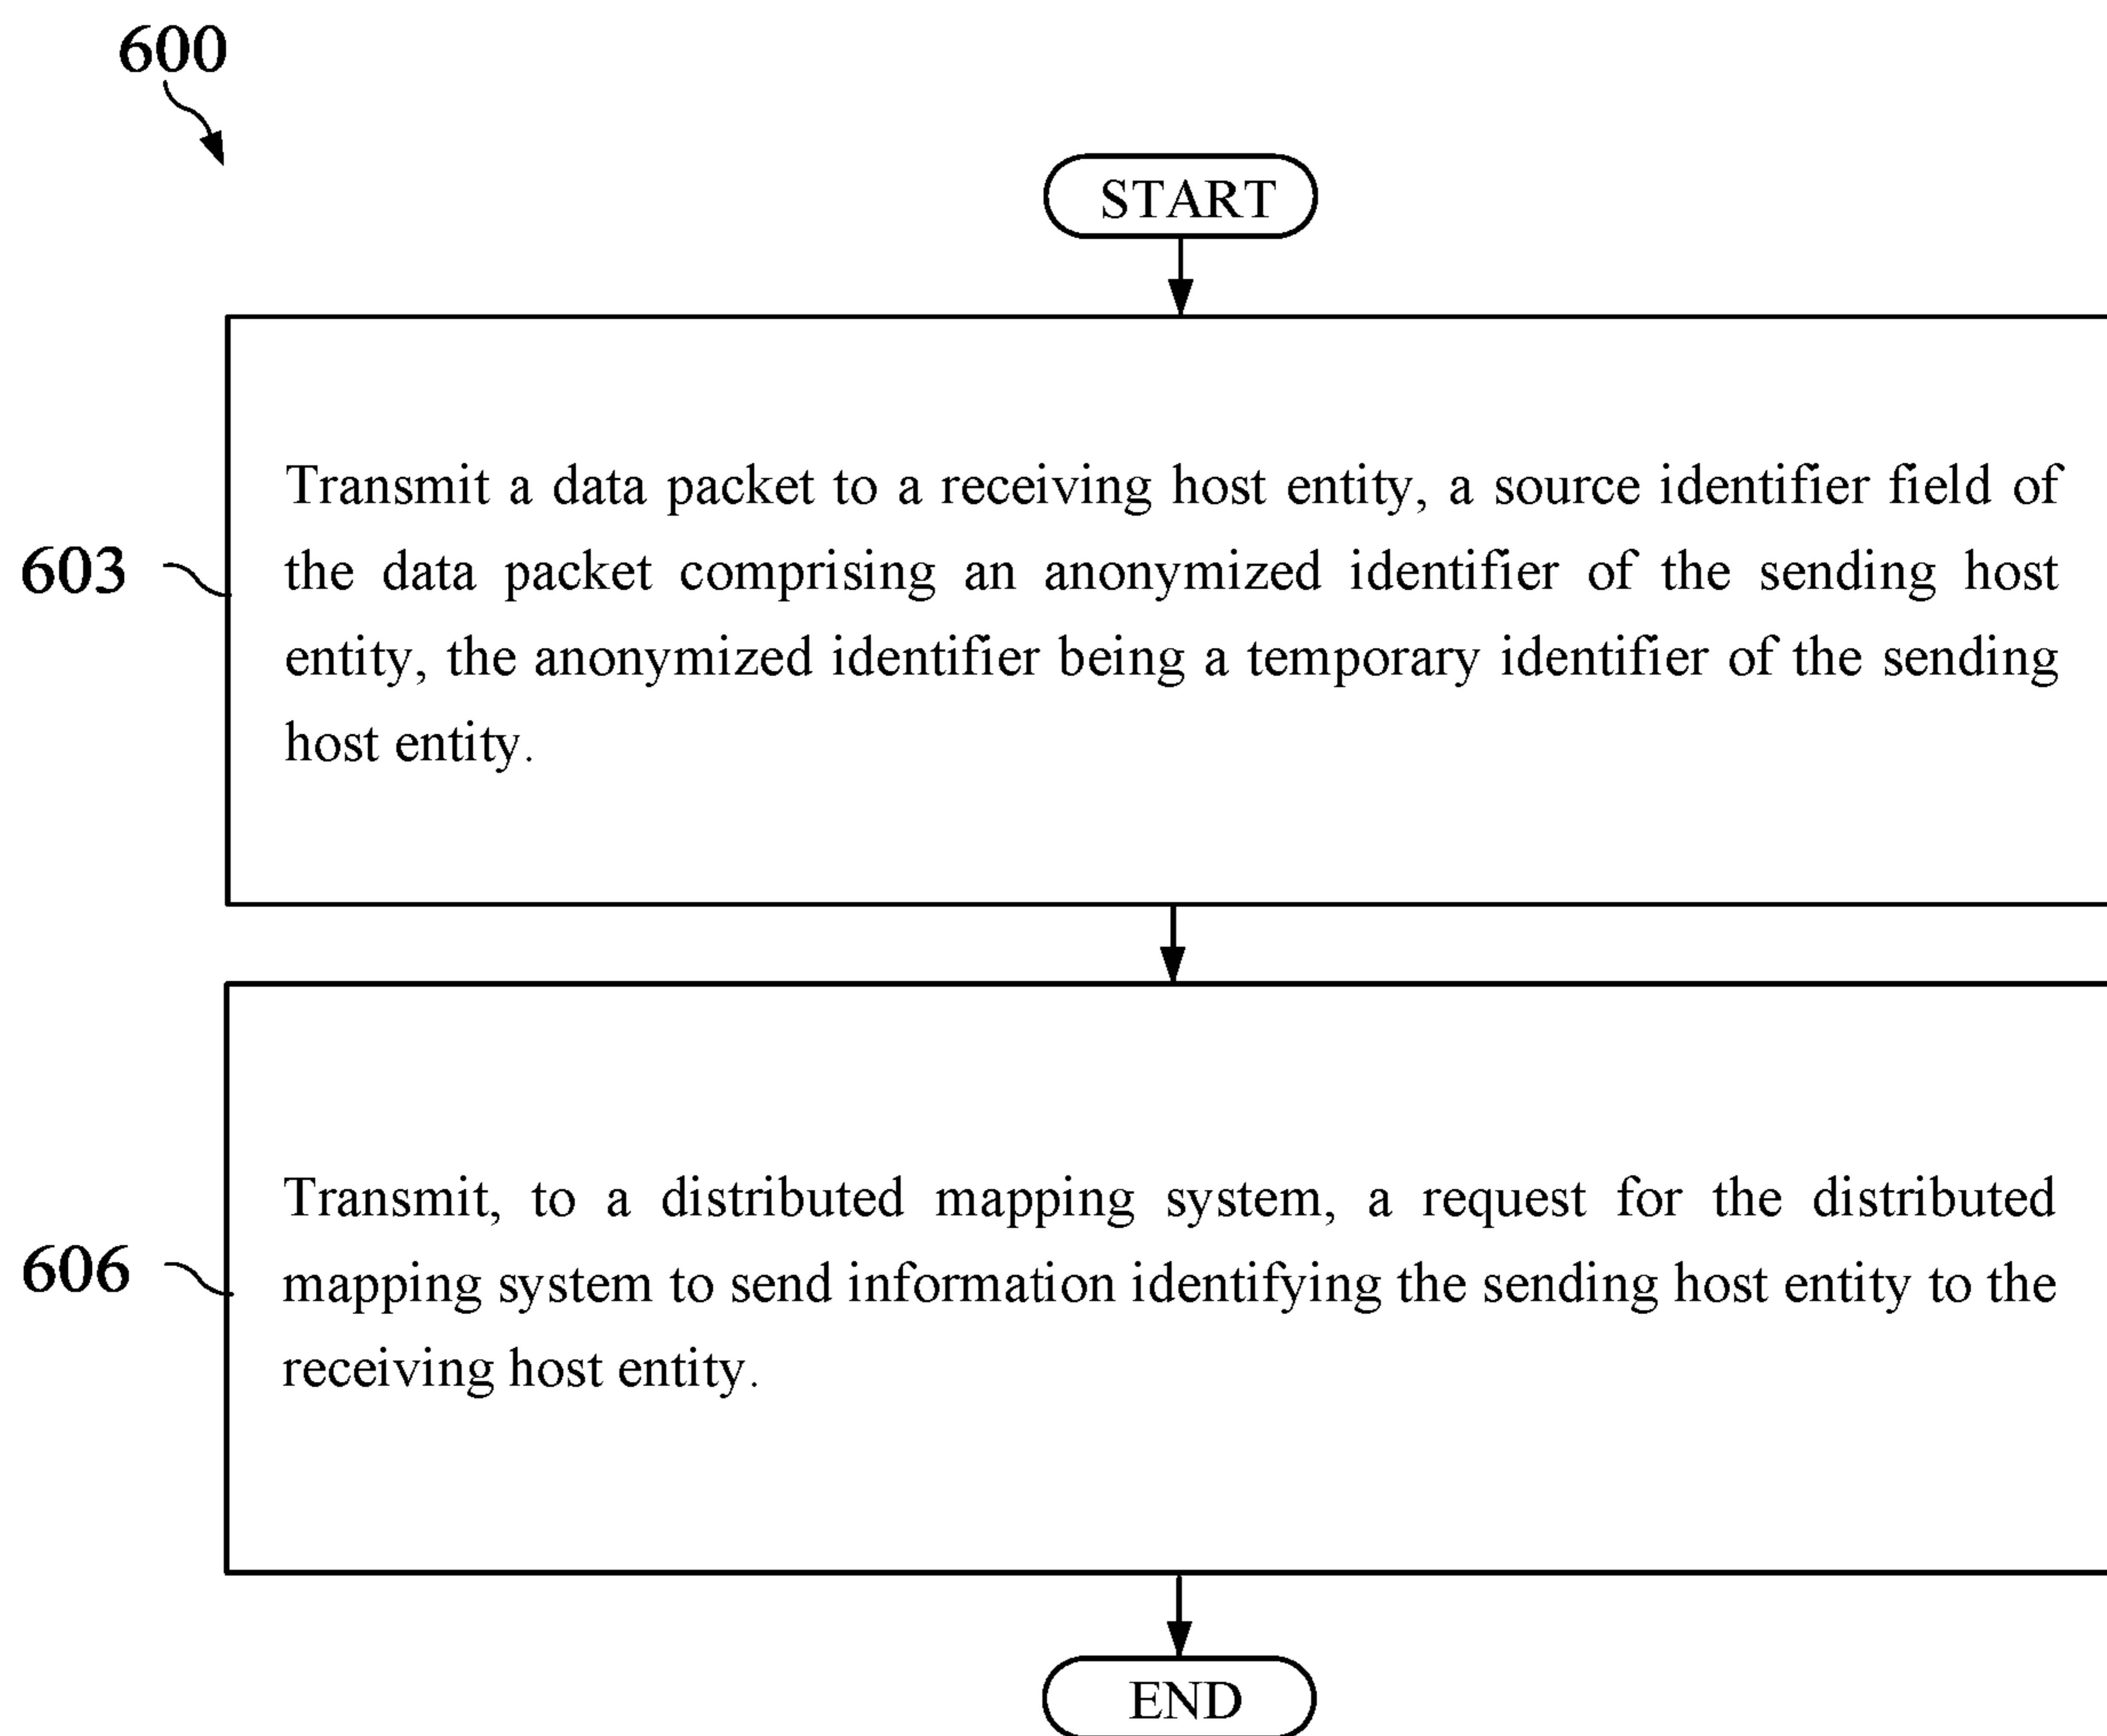 600
START
Transmit a data packet to a receiving host entity, a source identifier field of
the data packet comprising an anonymized identifier of the sending host
entity, the anonymized identifier being a temporary identifier of the sending
host entity.
603
Transmit, to a distributed mapping system, a request for the distributed
mapping system to send information identifying the sending host entity to the
receiving host entity.
606
END